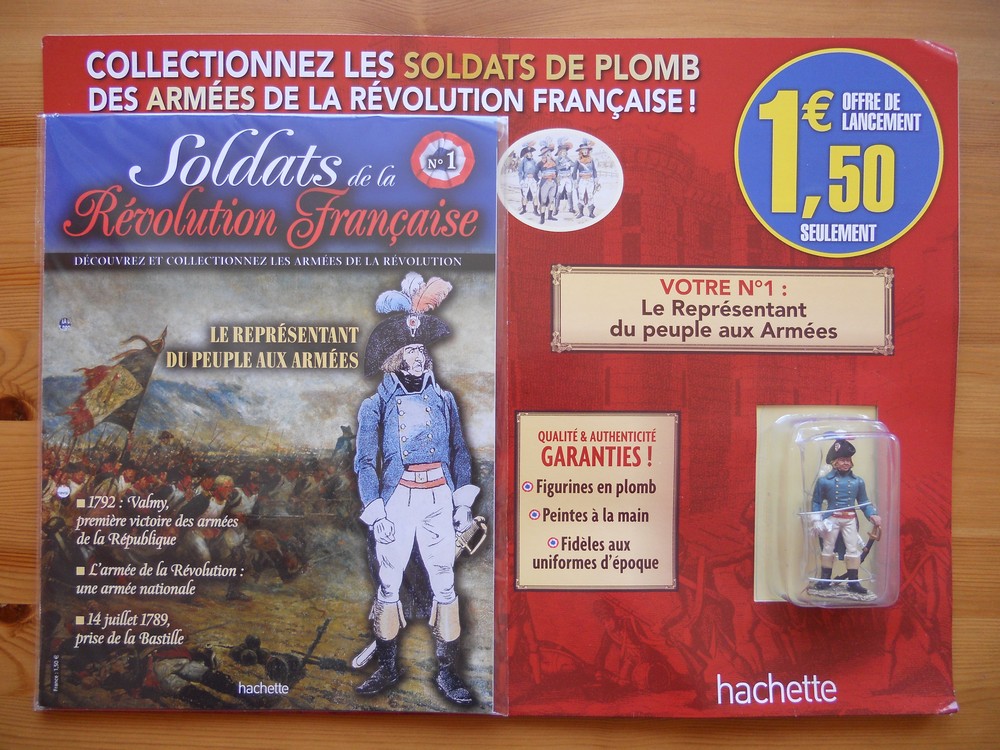 COLLECTIONNEZ LES SOLDATS DE PLOMB
DES ARMÉES DE LA RÉVOLUTION FRANÇAISE !
1€
,50
OFFRE DE
LANCEMENT
SEULEMENT
Soldats de la
N° 1
Révolution Française
DÉCOUVREZ ET COLLECTIONNEZ LES ARMÉES DE LA RÉVOLUTION
LE REPRÉSENTANT
DU PEUPLE AUX ARMÉES
1792 : Valmy,
première victoire des armées
de la République
L'armée de la Révolution :
une armée nationale
14 juillet 1789,
prise de la Bastille
France : 1,50 €
hachette
VOTRE N°1 :
Le Représentant
du peuple aux Armées
QUALITÉ & AUTHENTICITÉ
GARANTIES !
Figurines en plomb
Peintes à la main
Fidèles aux
uniformes d'époque
hachette